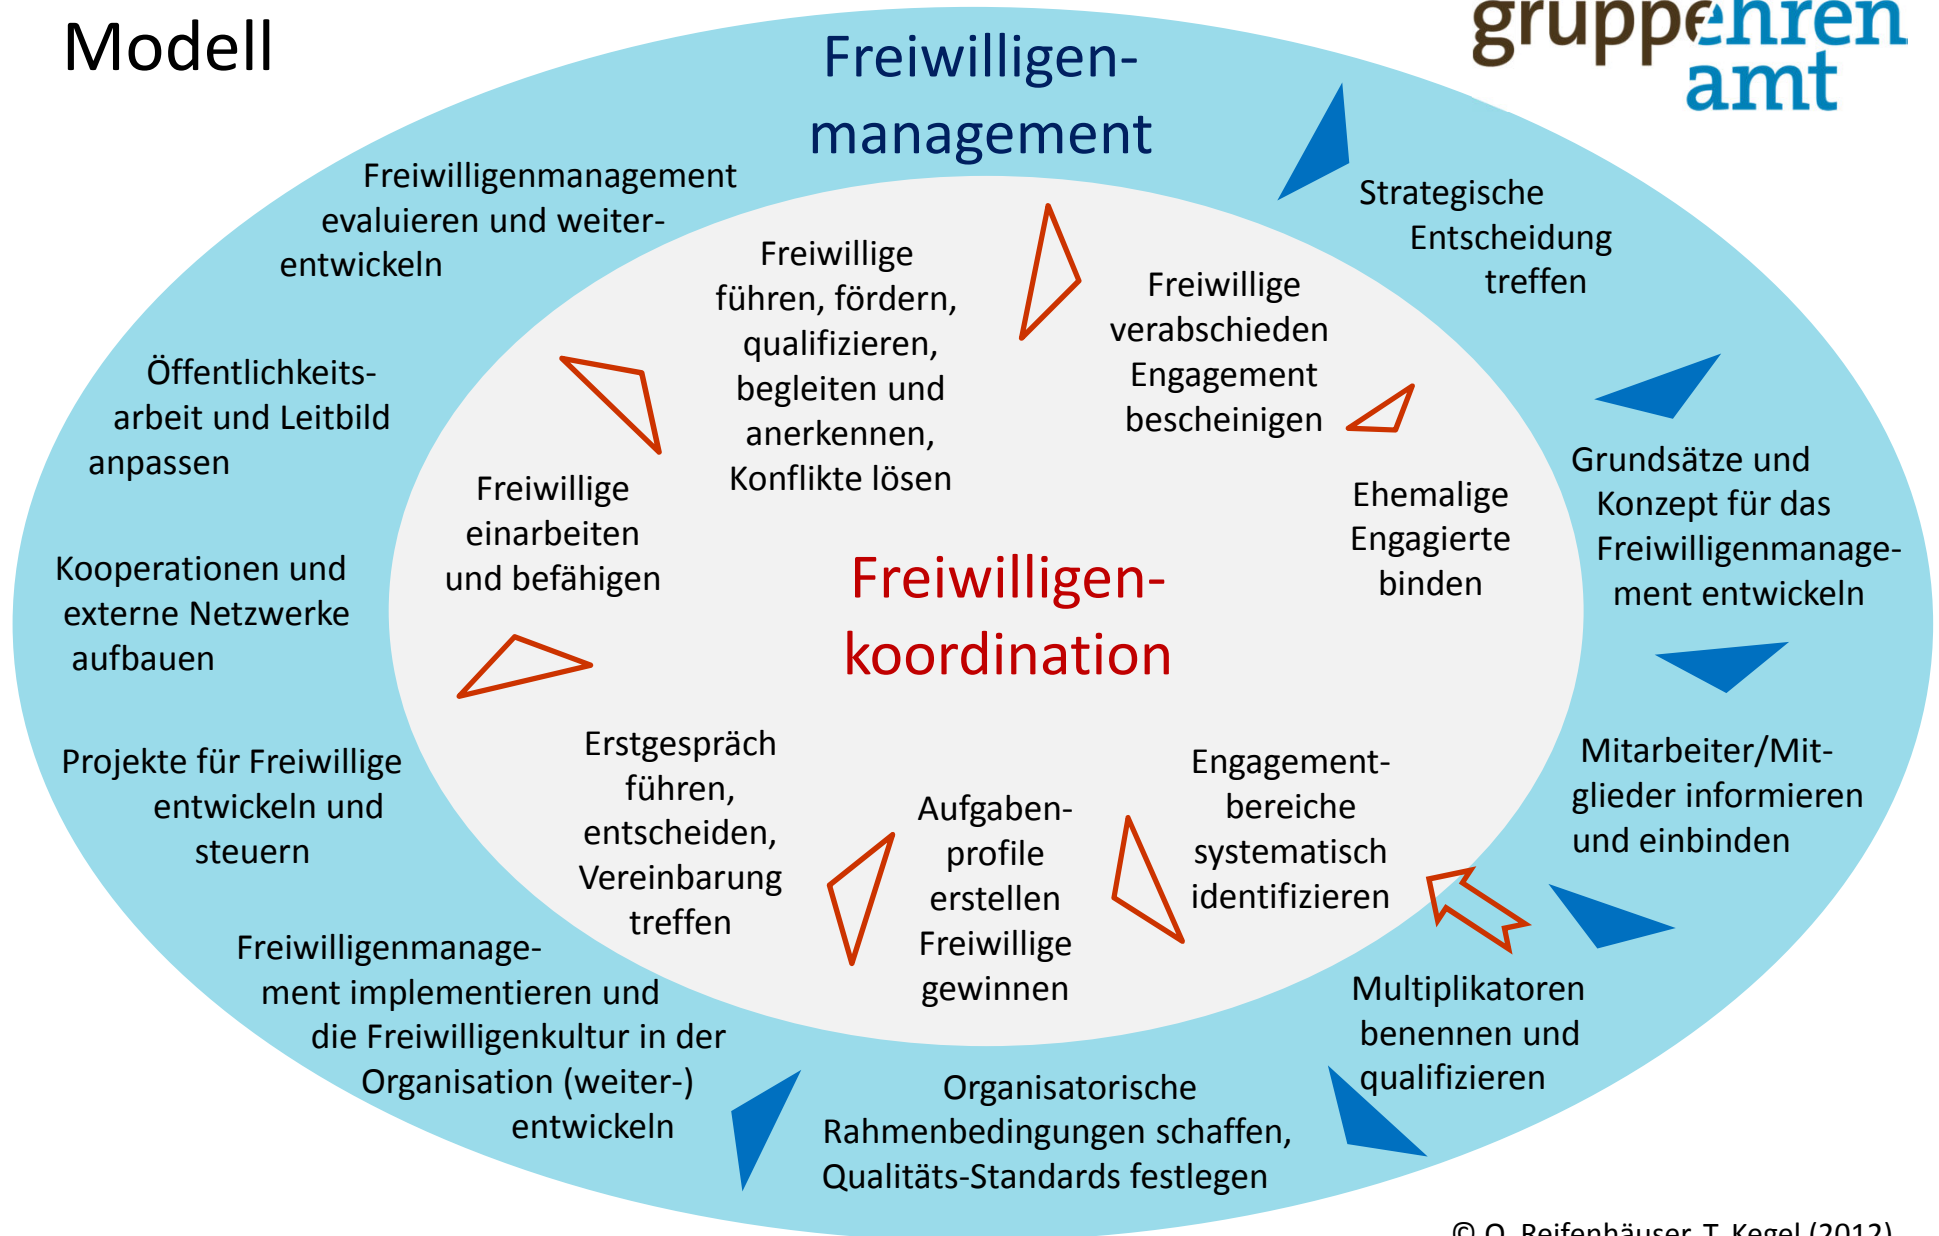 Modell
gruppehren
amt
Freiwilligen-
management
Strategische
Entscheidung
treffen
Grundsätze und
Konzept für das
Freiwilligenmanage-
ment entwickeln
Mitarbeiter/Mit-
glieder informieren
und einbinden
Multiplikatoren
benennen und
qualifizieren
Organisatorische
Rahmenbedingungen schaffen,
Qualitäts-Standards festlegen
Freiwilligenmanage-
ment implementieren und
die Freiwilligenkultur in der
Organisation (weiter-)
entwickeln
Projekte für Freiwillige
entwickeln und
steuern
Kooperationen und
externe Netzwerke
aufbauen
Öffentlichkeits-
arbeit und Leitbild
anpassen
Freiwilligenmanagement
evaluieren und weiter-
entwickeln
Freiwilligen-
koordination
Engagement-
bereiche
systematisch
identifizieren
Aufgaben-
profile
erstellen
Freiwillige
gewinnen
Erstgespräch
führen,
entscheiden,
Vereinbarung
treffen
Freiwillige
einarbeiten
und befähigen
Freiwillige
führen, fördern,
qualifizieren,
begleiten und
anerkennen,
Konflikte lösen
Freiwillige
verabschieden
Engagement
bescheinigen
Ehemalige
Engagierte
binden
© O. Reifenhäuser, T. Kegel (2012)